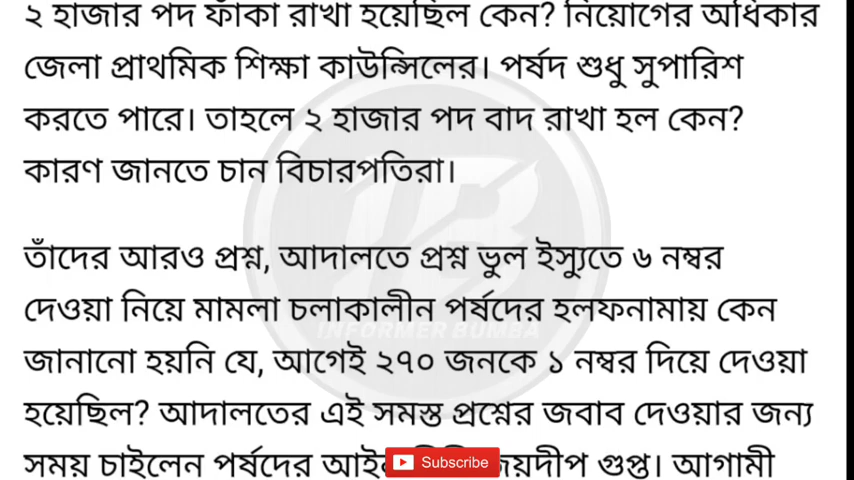 ২ হাজার পদ ফাঁকা রাখা হয়েছিল কেন? নিয়োগের অধিকার
জেলা প্রাথমিক শিক্ষা কাউন্সিলের। পর্ষদ শুধু সুপারিশ
করতে পারে। তাহলে ২ হাজার পদ বাদ রাখা হল কেন?
কারণ জানতে চান বিচারপতিরা।
তাঁদের আরও প্রশ্ন, আদালতে প্রশ্ন ভুল ইস্যুতে ৬ নম্বর
দেওয়া নিয়ে মামলা চলাকালীন পর্ষদের হলফনামায় কেন
INFORMER BUMBA
জানানো হয়নি যে, আগেই ২৭০ জনকে ১ নম্বর দিয়ে দেওয়া
হয়েছিল? আদালতের এই সমস্ত প্রশ্নের জবাব দেওয়ার জন্য
সময় চাইলেন পর্ষদের Subscribe গুপ্ত। আগামী